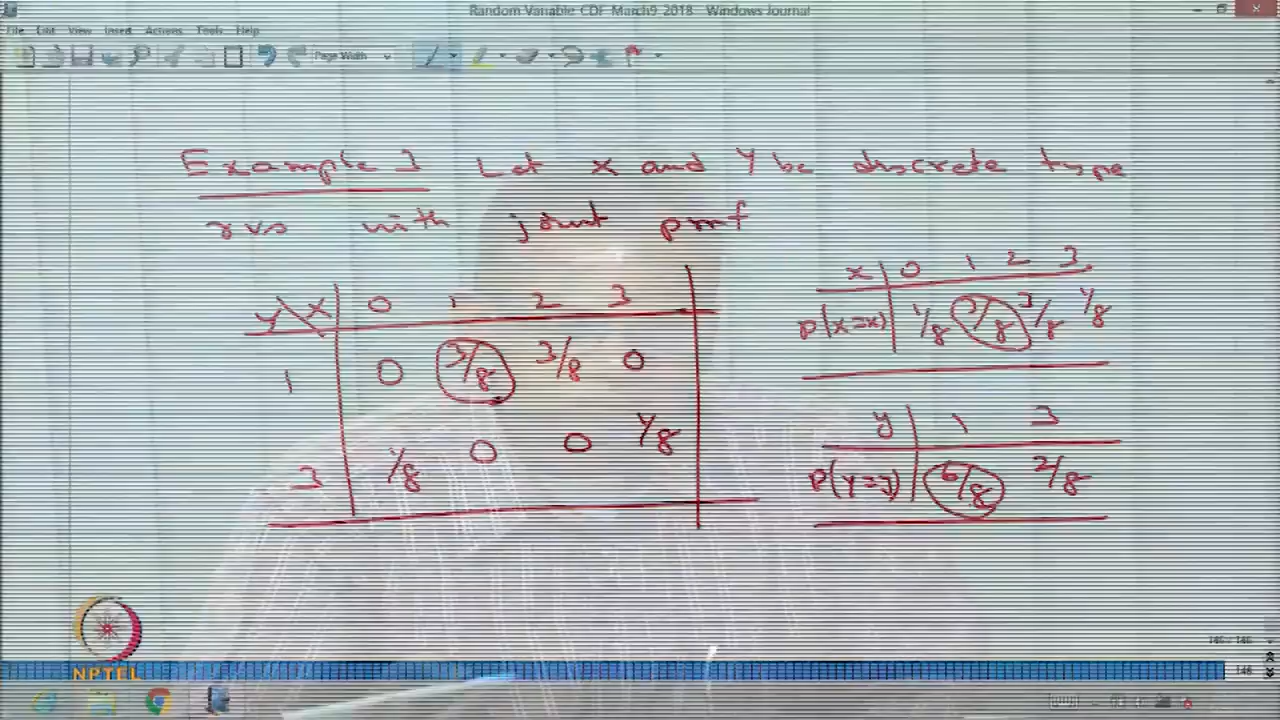 Random Variable CDF March9 2018 - Windows Journal
File Edit View Insert Actions Tools Help
Page Width
Example 1 Let X and Y be discrete type
rvs with joint pmf
Y X 0 1 2 3
1 0 3/8 3/8 0
3 1/8 0 0 1/8
x 0 1 2 3
P(X=x) 1/8 3/8 3/8 1/8
y 1 3
P(Y=y) 6/8 2/8
146 / 146
148
NPTEL